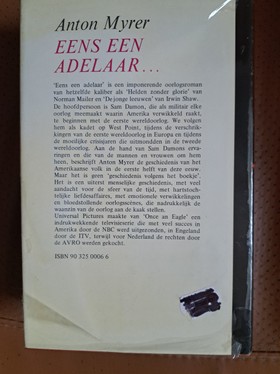 Anton Myrer
EENS EEN
ADELAAR...
'Eens een adelaar' is een imponerende oorlogsroman
van hetzelfde kaliber als 'Helden zonder glorie' van
Norman Mailer en 'De jonge leeuwen' van Irwin Shaw.
De hoofdpersoon is Sam Damon, die als militair elke
oorlog meemaakt waarin Amerika verwikkeld raakt,
te beginnen met de eerste wereldoorlog. We volgen
hem als kadet op West Point, tijdens de verschrik-
kingen van de eerste wereldoorlog in Europa en tijdens
de moeilijke crisisjaren die uitmondden in de tweede
wereldoorlog. Aan de hand van Sam Damons erva-
ringen en die van de mannen en vrouwen om hem
heen, beschrijft Anton Myrer de geschiedenis van het
Amerikaanse volk in de eerste helft van deze eeuw.
Maar het is geen 'geschiedenis volgens het boekje'.
Het is een uiterst menselijke geschiedenis, met veel
aandacht voor de sfeer van de tijd, met hartstoch-
telijke liefdesaffaires, met emotionele verwikkelingen
en bloedstollende oorlogsscènes, die nadrukkelijk de
waanzin van de oorlog aan de kaak stellen.
Universal Pictures maakte van 'Once an Eagle' een
indrukwekkende televisieserie die met veel succes in
Amerika door de NBC werd uitgezonden, in Engeland
door de ITV, terwijl voor Nederland de rechten door
de AVRO werden gekocht.
ISBN 90 325 0006 6